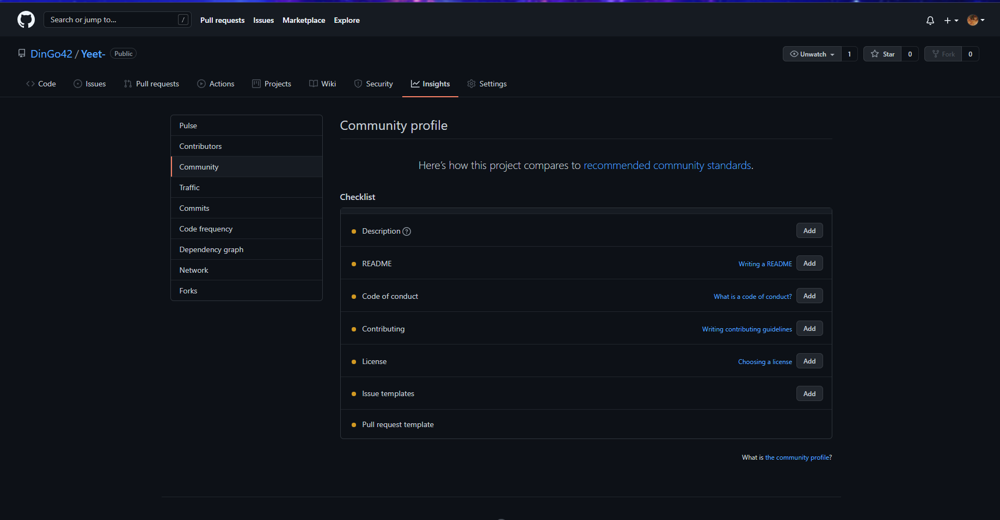 Search or jump to... /
Pull requests Issues Marketplace Explore
DinGo42 / Yeet- Public
Unwatch 1 Star 0 Fork 0
Code Issues Pull requests Actions Projects Wiki Security Insights Settings
Pulse
Contributors
Community
Traffic
Commits
Code frequency
Dependency graph
Network
Forks
Community profile
Here’s how this project compares to recommended community standards.
Checklist
Description ? Add
README Writing a README Add
Code of conduct What is a code of conduct? Add
Contributing Writing contributing guidelines Add
License Choosing a license Add
Issue templates Add
Pull request template
What is the community profile?